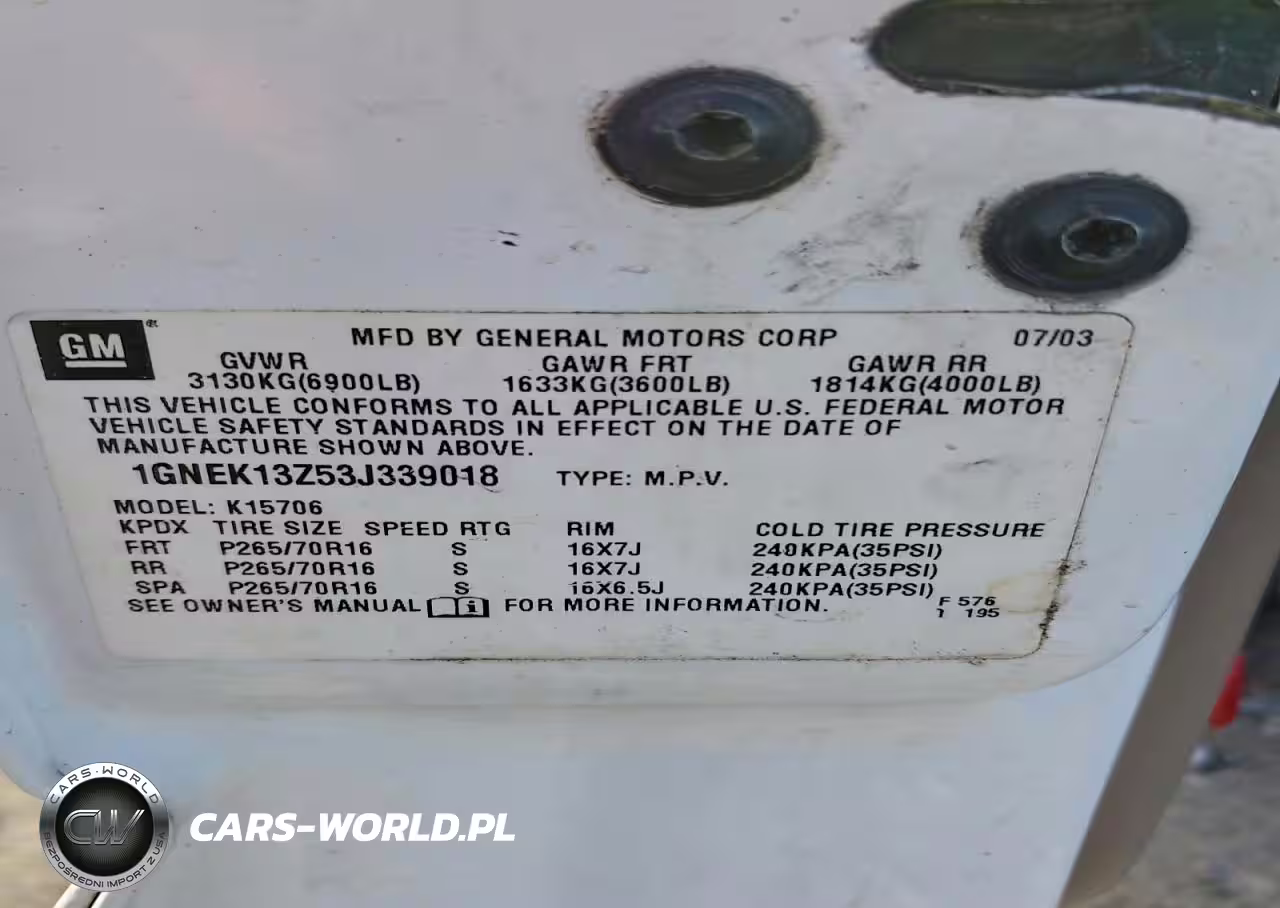 GM® MFD BY GENERAL MOTORS CORP 07/03
GVWR GAWR FRT GAWR RR
3130KG(6900LB) 1633KG(3600LB) 1814KG(4000LB)
THIS VEHICLE CONFORMS TO ALL APPLICABLE U.S. FEDERAL MOTOR
VEHICLE SAFETY STANDARDS IN EFFECT ON THE DATE OF
MANUFACTURE SHOWN ABOVE.
1GNEK13Z53J339018 TYPE: M.P.V.
MODEL: K15706
KPDX TIRE SIZE SPEED RTG RIM COLD TIRE PRESSURE
FRT P265/70R16 S 16X7J 240KPA(35PSI)
RR P265/70R16 S 16X7J 240KPA(35PSI)
SPA P265/70R16 S 16X6.5J 240KPA(35PSI)
SEE OWNER'S MANUAL i FOR MORE INFORMATION. F 576
1 195
CARS-WORLD
CW
BEZPOŚREDNI IMPORT Z USA
CARS-WORLD.PL